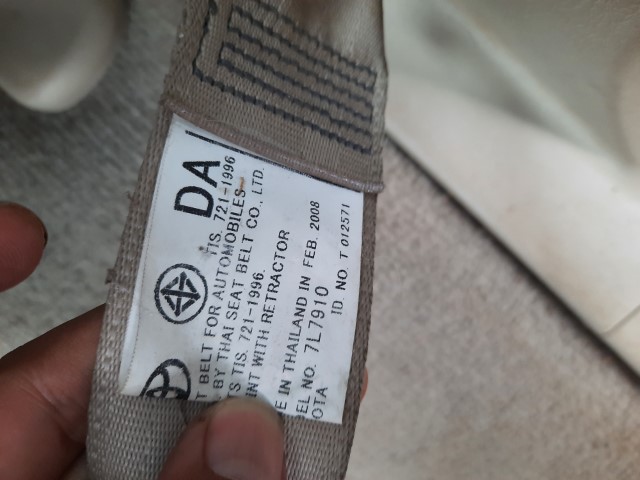 DA
TIS. 721-1996
T BELT FOR AUTOMOBILES
BY THAI SEAT BELT CO., LTD.
S TIS. 721-1996.
INT WITH RETRACTOR
E IN THAILAND IN FEB. 2008
EL NO. 7L7910
OTA
ID. NO. T 012571